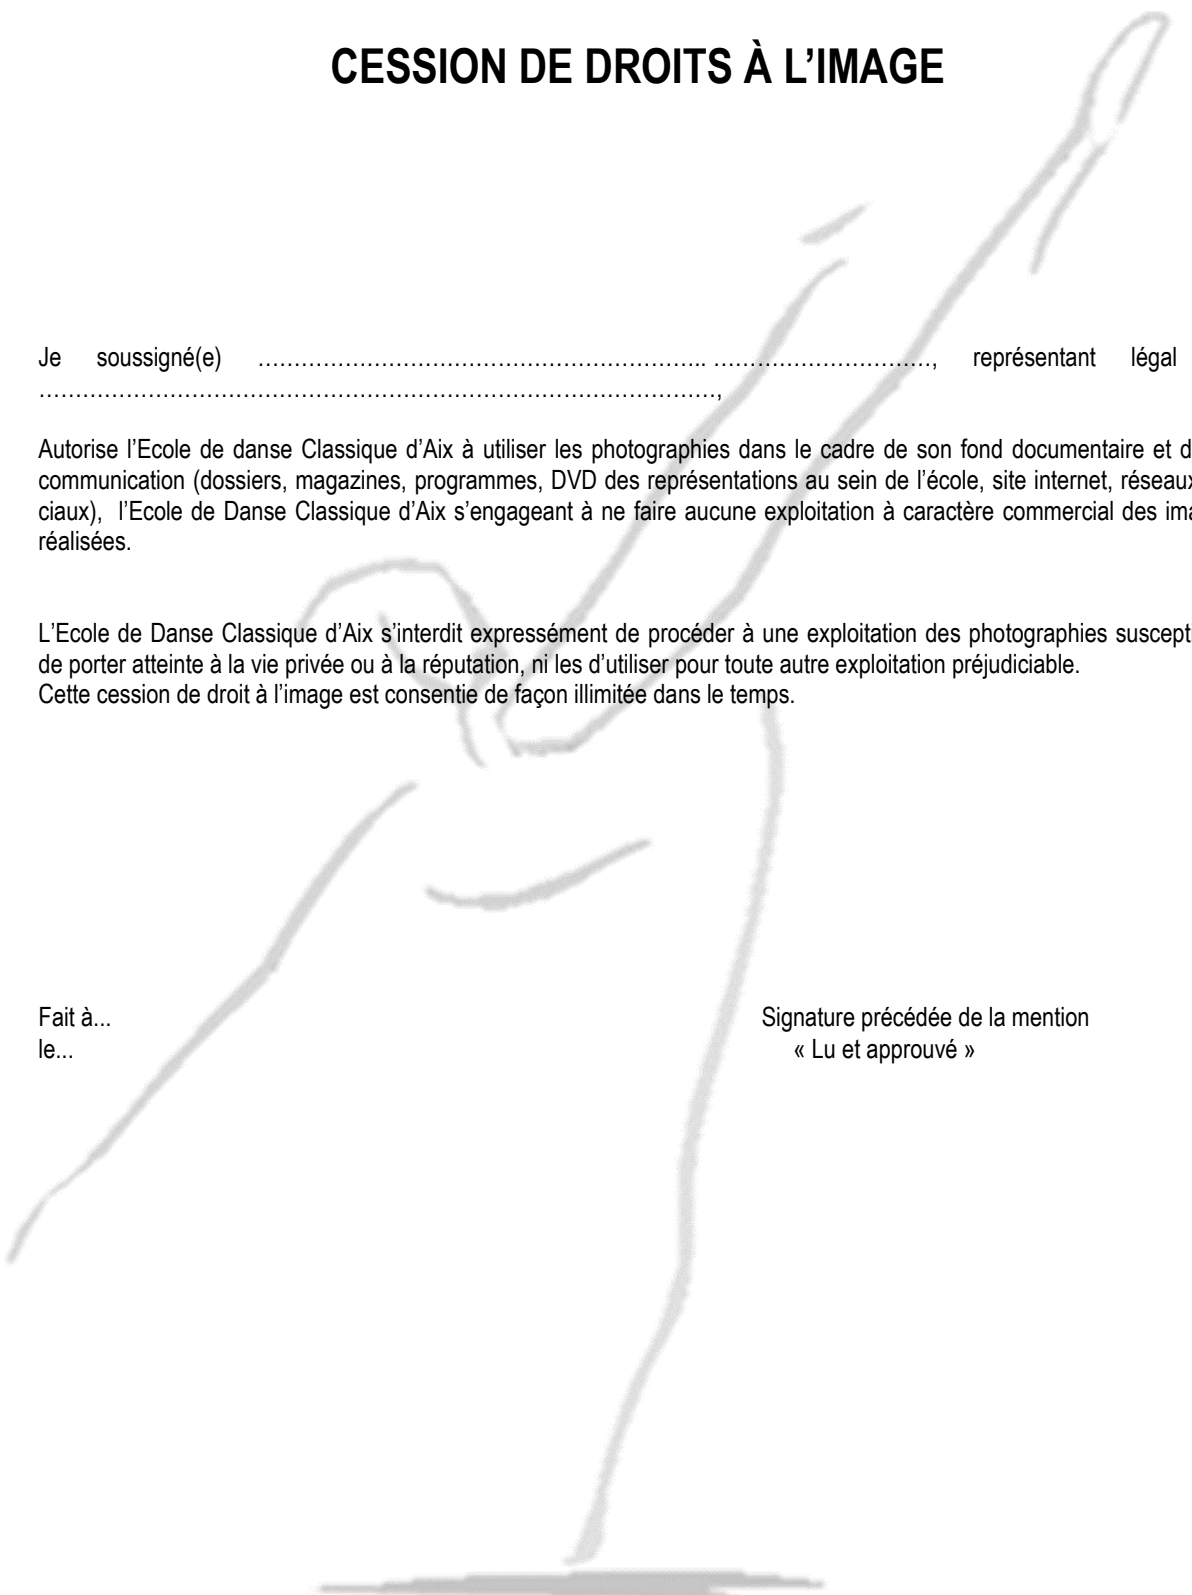 CESSION DE DROITS À L’IMAGE
Je soussigné(e) …………………………………………………….. …………………………, représentant légal
…………………………………………………………………………………,
Autorise l’Ecole de danse Classique d’Aix à utiliser les photographies dans le cadre de son fond documentaire et
communication (dossiers, magazines, programmes, DVD des représentations au sein de l’école, site internet, réseaux
ciaux), l’Ecole de Danse Classique d’Aix s’engageant à ne faire aucune exploitation à caractère commercial des
réalisées.
L’Ecole de Danse Classique d’Aix s’interdit expressément de procéder à une exploitation des photographies
de porter atteinte à la vie privée ou à la réputation, ni les d’utiliser pour toute autre exploitation préjudiciable.
Cette cession de droit à l’image est consentie de façon illimitée dans le temps.
Fait à... Signature précédée de la mention
le... « Lu et approuvé »